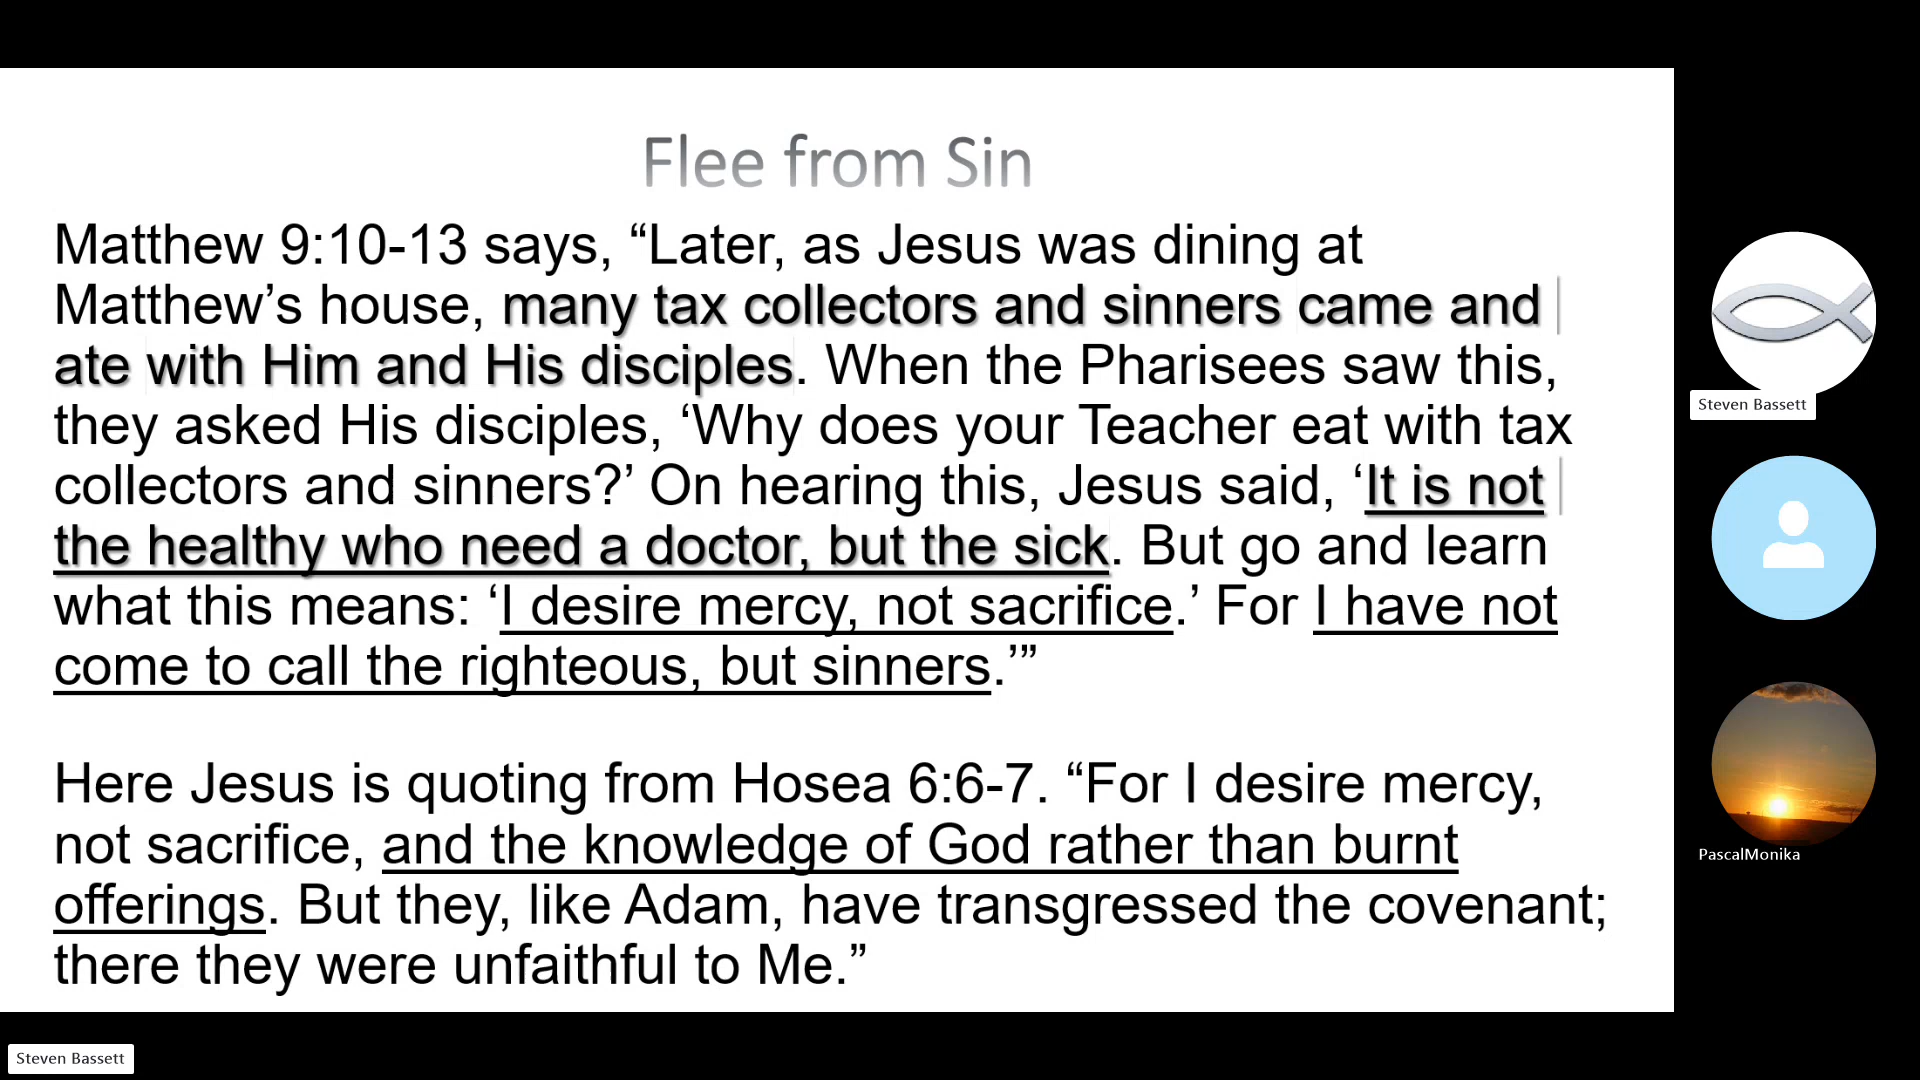 Flee from Sin
Matthew 9:10-13 says, “Later, as Jesus was dining at
Matthew’s house, many tax collectors and sinners came and
ate with Him and His disciples. When the Pharisees saw this,
they asked His disciples, ‘Why does your Teacher eat with tax
collectors and sinners?’ On hearing this, Jesus said, ‘It is not
the healthy who need a doctor, but the sick. But go and learn
what this means: ‘I desire mercy, not sacrifice.’ For I have not
come to call the righteous, but sinners.’”
Here Jesus is quoting from Hosea 6:6-7. “For I desire mercy,
not sacrifice, and the knowledge of God rather than burnt
offerings. But they, like Adam, have transgressed the covenant;
there they were unfaithful to Me.”
Steven Bassett
PascalMonika
Steven Bassett